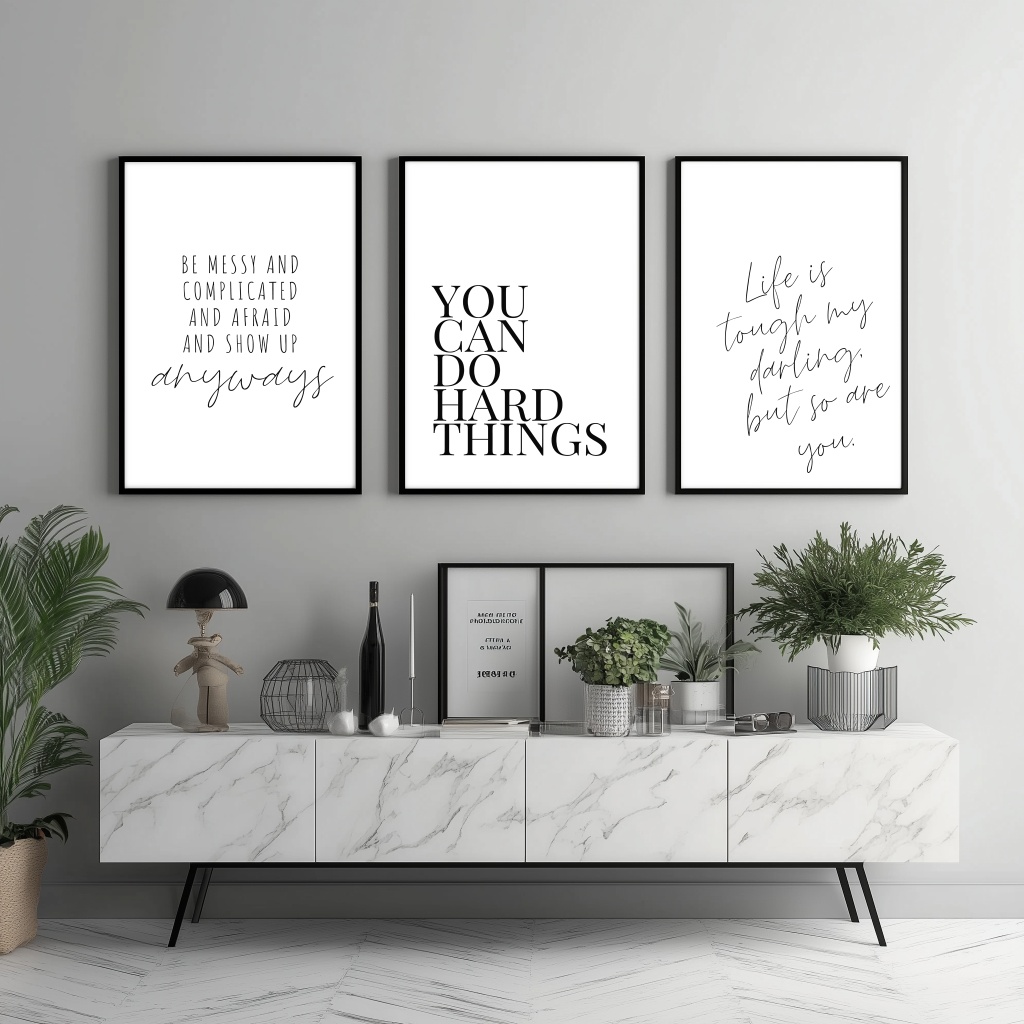 BE MESSY AND
COMPLICATED
AND AFRAID
AND SHOW UP
anyways
YOU
CAN
DO
HARD
THINGS
Life is
tough my
darling,
but so are
you.